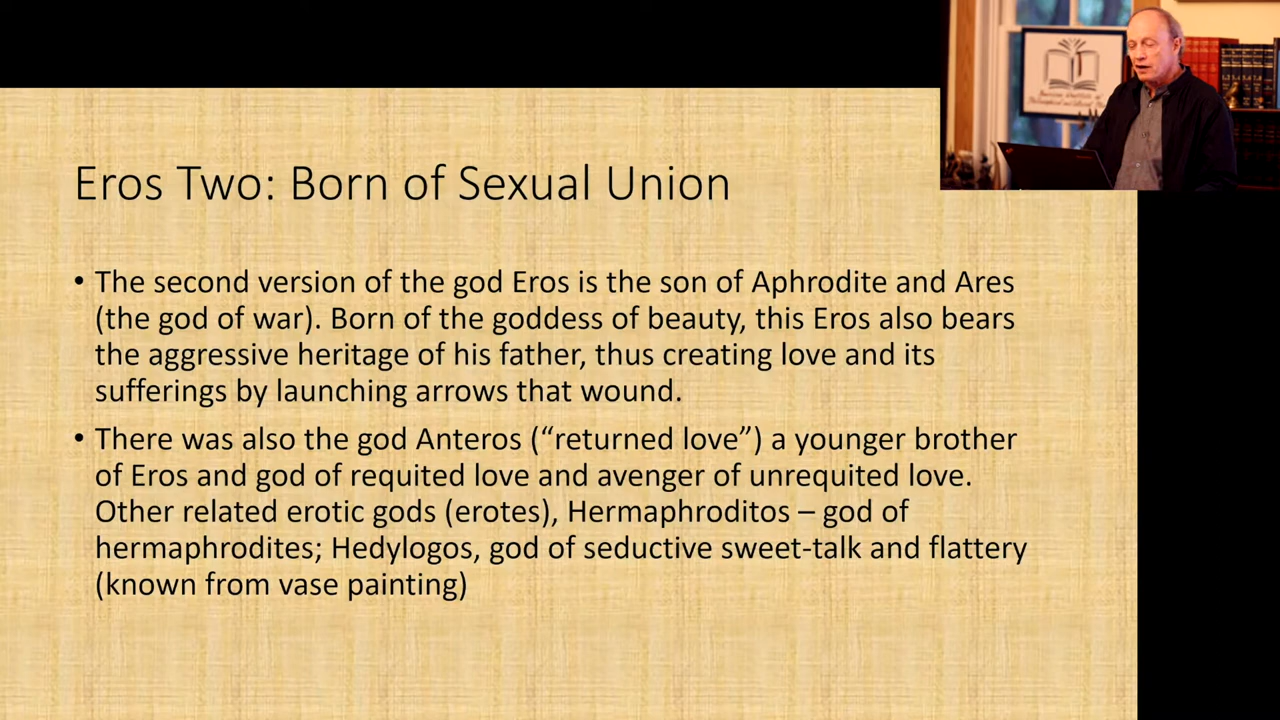 Eros Two: Born of Sexual Union
• The second version of the god Eros is the son of Aphrodite and Ares
(the god of war). Born of the goddess of beauty, this Eros also bears
the aggressive heritage of his father, thus creating love and its
sufferings by launching arrows that wound.
• There was also the god Anteros (“returned love”) a younger brother
of Eros and god of requited love and avenger of unrequited love.
Other related erotic gods (erotes), Hermaphroditos – god of
hermaphrodites; Hedylogos, god of seductive sweet-talk and flattery
(known from vase painting)